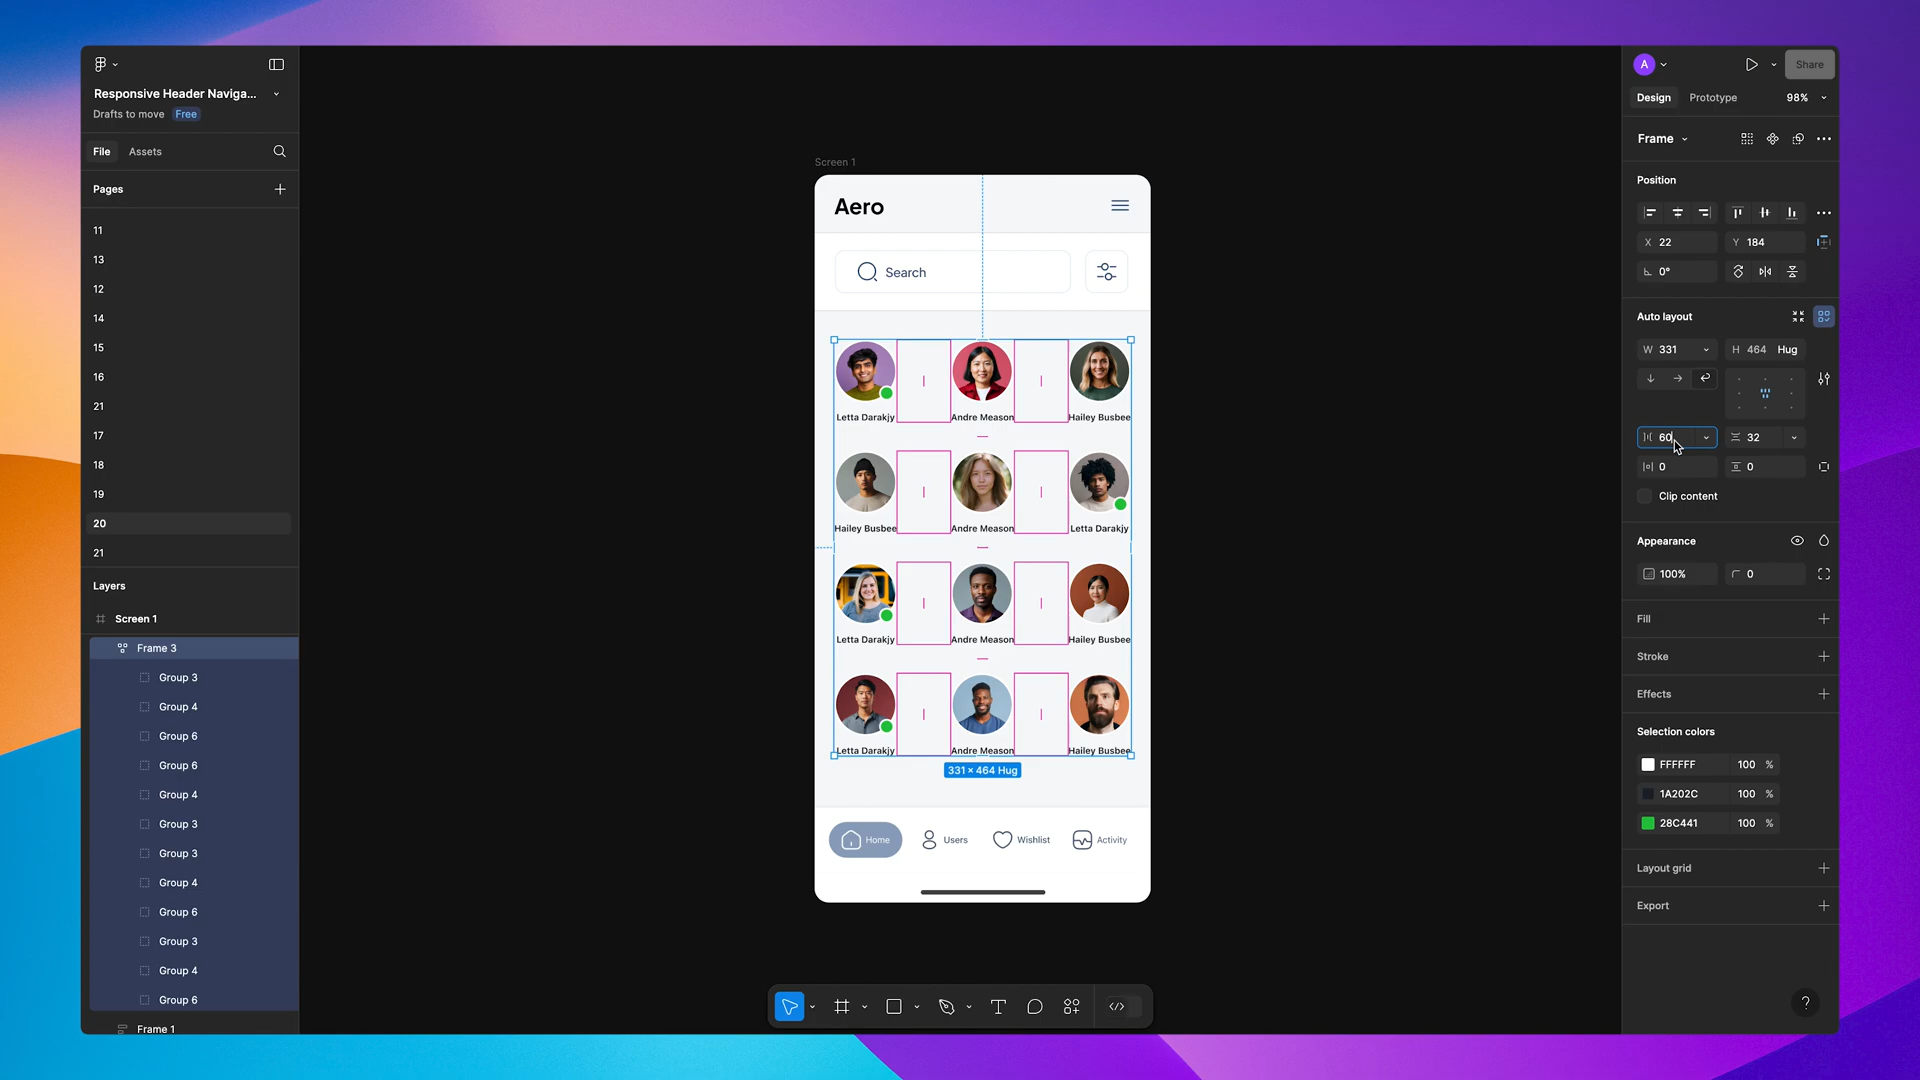 Responsive Header Naviga...
Drafts to move Free
File Assets
Pages
11
13
12
14
15
16
21
17
18
19
20
21
Layers
Screen 1
Frame 3
Group 3
Group 4
Group 6
Group 6
Group 4
Group 3
Group 3
Group 4
Group 6
Group 3
Group 4
Group 6
Frame 1
Screen 1
Aero
Search
Letta Darakjy Andre Meason Hailey Busbee
Hailey Busbee Andre Meason Letta Darakjy
Letta Darakjy Andre Meason Hailey Busbee
Letta Darakjy Andre Meason Hailey Busbee
331 × 464 Hug
Home Users Wishlist Activity
A Share
Design Prototype 98%
Frame
Position
X 22 Y 184
0°
Auto layout
W 331 H 464 Hug
60 32
0 0
Clip content
Appearance
100% 0
Fill
Stroke
Effects
Selection colors
FFFFFF 100 %
1A202C 100 %
28C441 100 %
Layout grid
Export
?